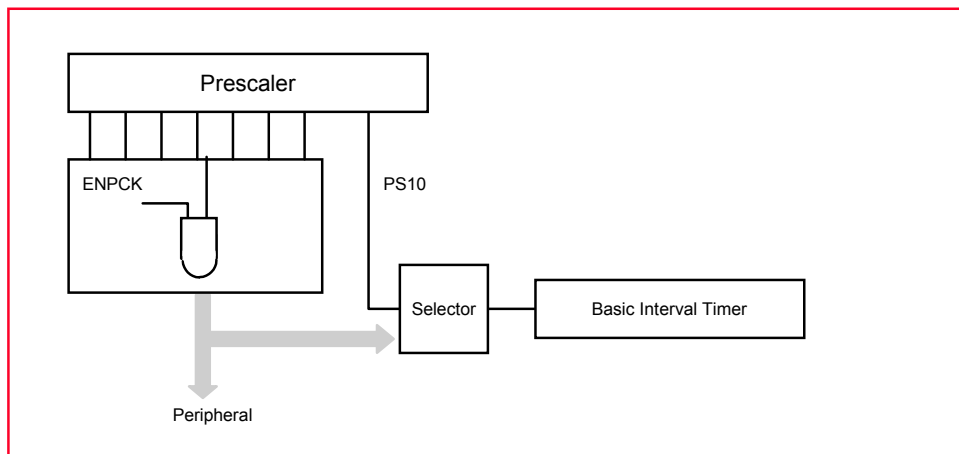 Prescaler
ENPCK
PS10
Selector
Basic Interval Timer
Peripheral